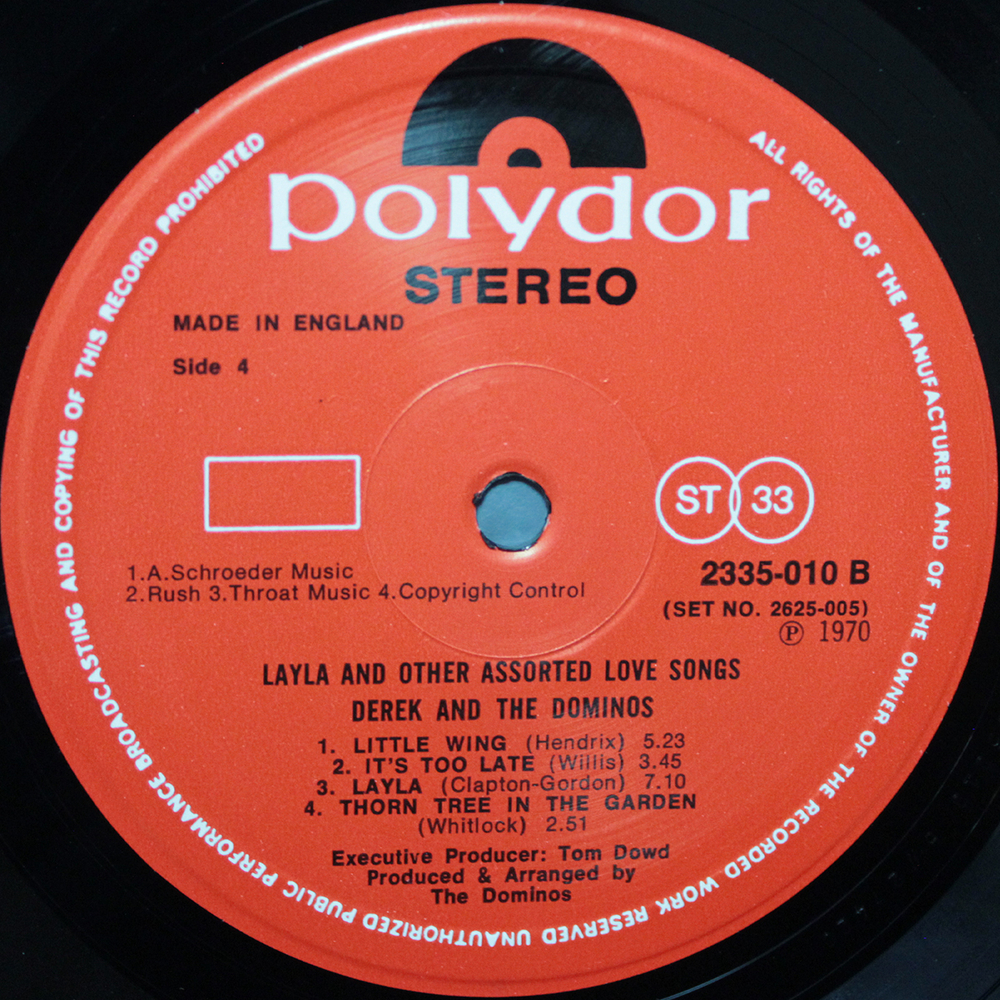 polydor
STEREO
MADE IN ENGLAND
Side 4
ST 33
1.A.Schroeder Music
2.Rush 3.Throat Music 4.Copyright Control
2335-010 B
(SET NO. 2625-005)
℗ 1970
LAYLA AND OTHER ASSORTED LOVE SONGS
DEREK AND THE DOMINOS
1. LITTLE WING (Hendrix) 5.23
2. IT'S TOO LATE (Willis) 3.45
3. LAYLA (Clapton-Gordon) 7.10
4. THORN TREE IN THE GARDEN
(Whitlock) 2.51
Executive Producer: Tom Dowd
Produced & Arranged by
The Dominos
ALL RIGHTS OF THE MANUFACTURER AND OF THE OWNER OF THE RECORDED WORK RESERVED UNAUTHORIZED PUBLIC PERFORMANCE BROADCASTING AND COPYING OF THIS RECORD PROHIBITED